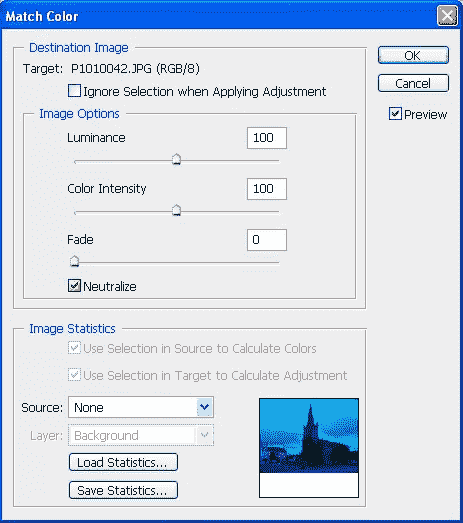 Match Color
Destination Image
Target: P1010042.JPG (RGB/8)
Ignore Selection when Applying Adjustment
OK
Cancel
Preview
Image Options
Luminance 100
Color Intensity 100
Fade 0
Neutralize
Image Statistics
Use Selection in Source to Calculate Colors
Use Selection in Target to Calculate Adjustment
Source: None
Layer: Background
Load Statistics...
Save Statistics...